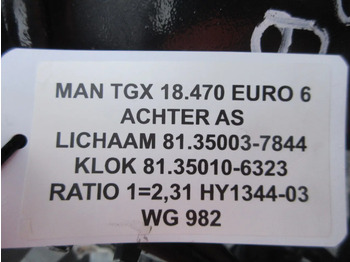 MAN TGX 18.470 EURO 6
ACHTER AS
LICHAAM 81.35003-7844
KLOK 81.35010-6323
RATIO 1=2,31 HY1344-03
WG 982